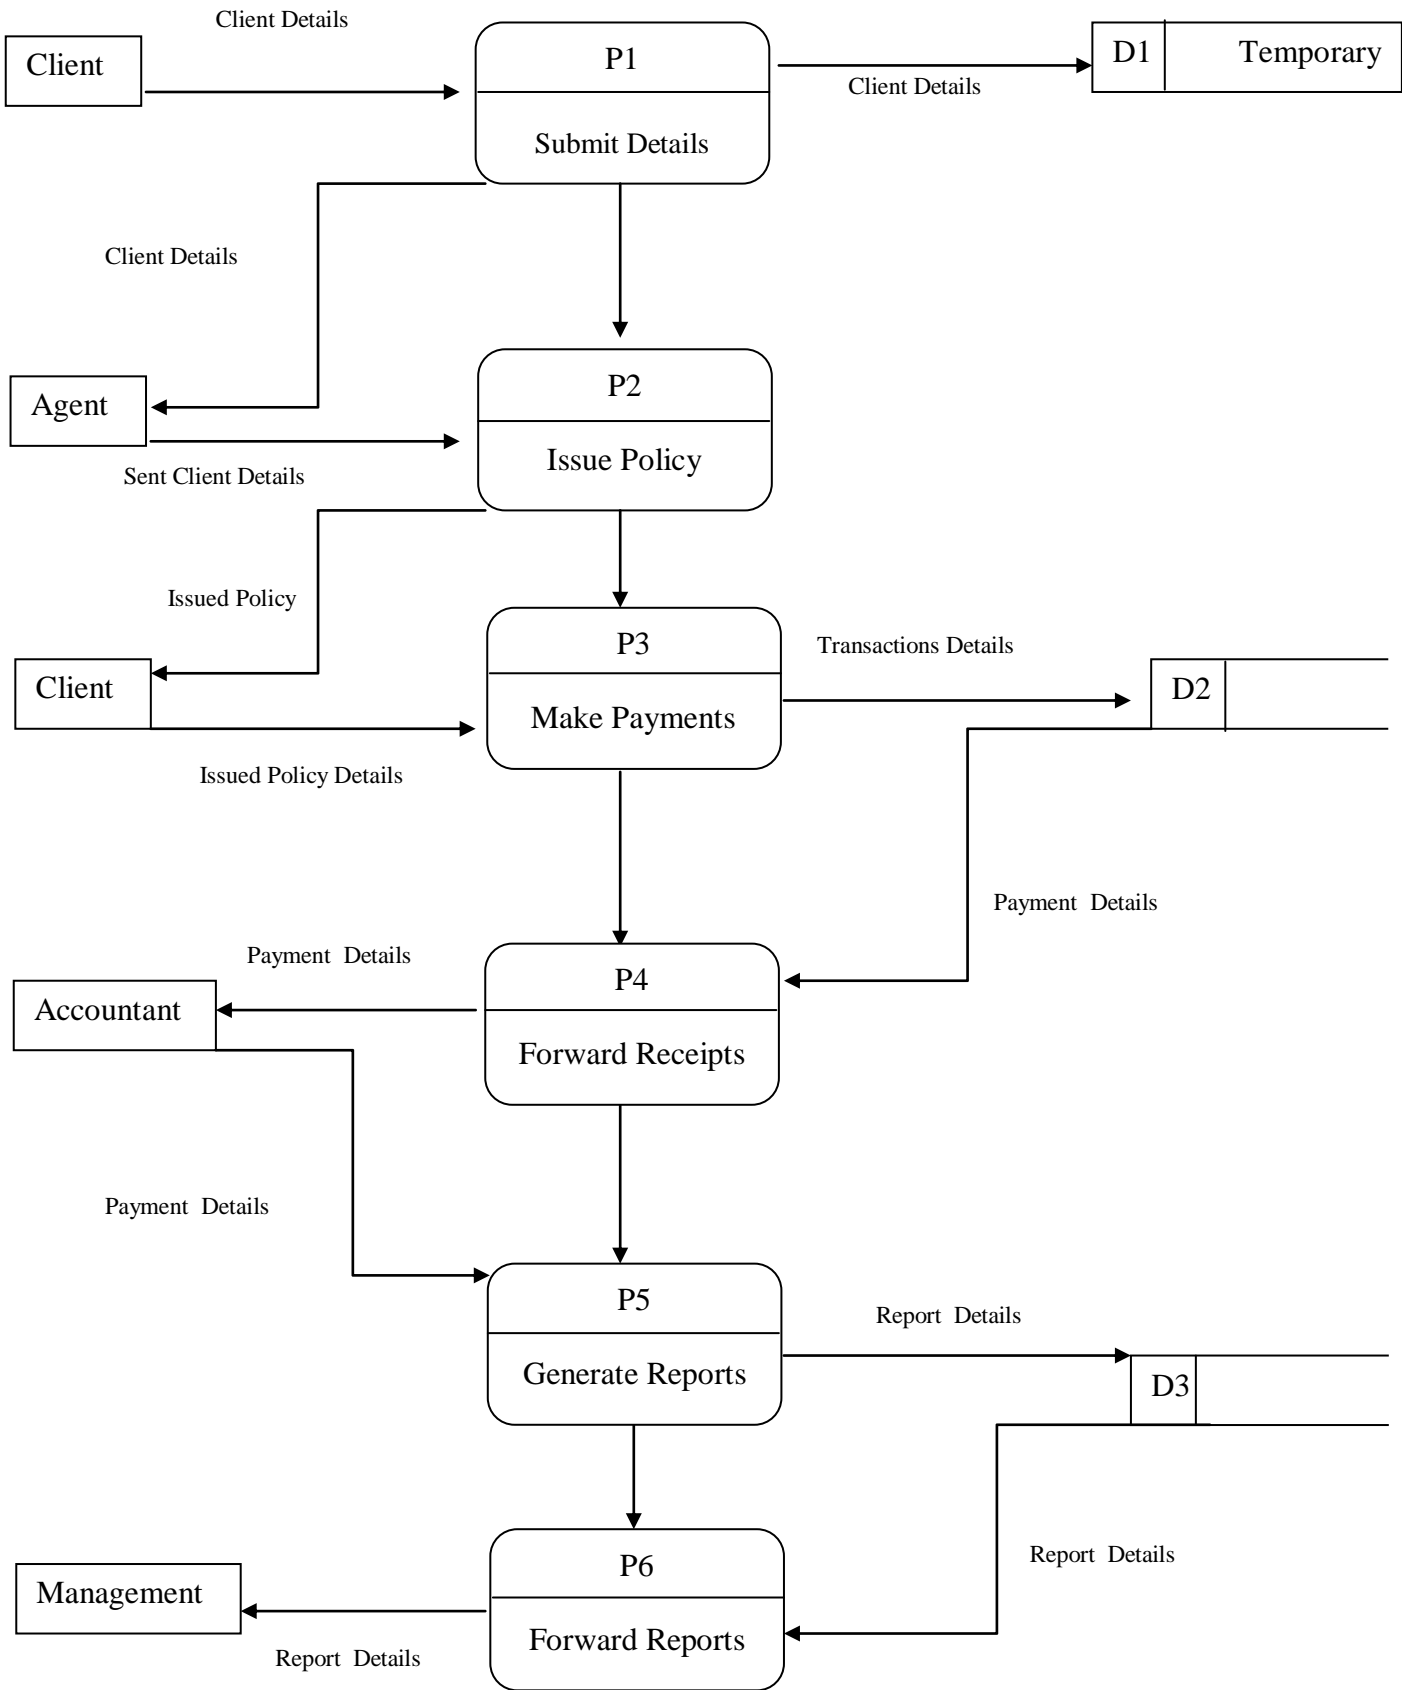 Client Details
Client
P1
D1 Temporary
Client Details
Submit Details
Client Details
Agent
P2
Sent Client Details
Issue Policy
Issued Policy
Client
P3
Transactions Details
D2
Make Payments
Issued Policy Details
Payment Details
Payment Details
Accountant
P4
Forward Receipts
Payment Details
P5
Report Details
Generate Reports
D3
Report Details
Management
P6
Forward Reports
Report Details